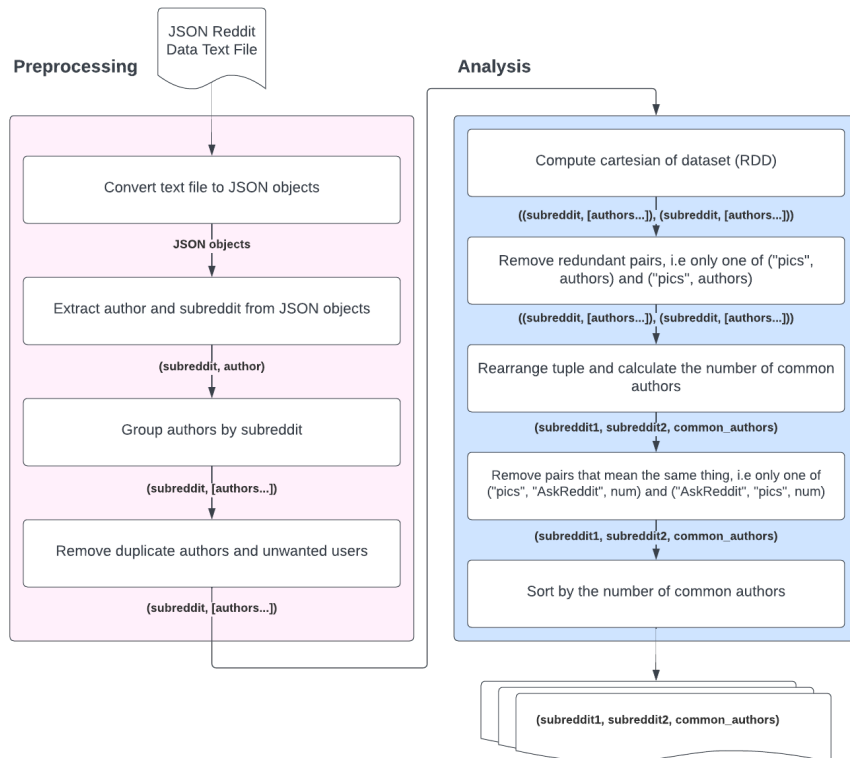 JSON Reddit
Data Text File
Preprocessing
Convert text file to JSON objects
JSON objects
Extract author and subreddit from JSON objects
(subreddit, author)
Group authors by subreddit
(subreddit, [authors...])
Remove duplicate authors and unwanted users
(subreddit, [authors...])
Analysis
Compute cartesian of dataset (RDD)
((subreddit, [authors...]), (subreddit, [authors...]))
Remove redundant pairs, i.e only one of ("pics",
authors) and ("pics", authors)
((subreddit, [authors...]), (subreddit, [authors...]))
Rearrange tuple and calculate the number of common
authors
(subreddit1, subreddit2, common_authors)
Remove pairs that mean the same thing, i.e only one of
("pics", "AskReddit", num) and ("AskReddit", "pics", num)
(subreddit1, subreddit2, common_authors)
Sort by the number of common authors
(subreddit1, subreddit2, common_authors)